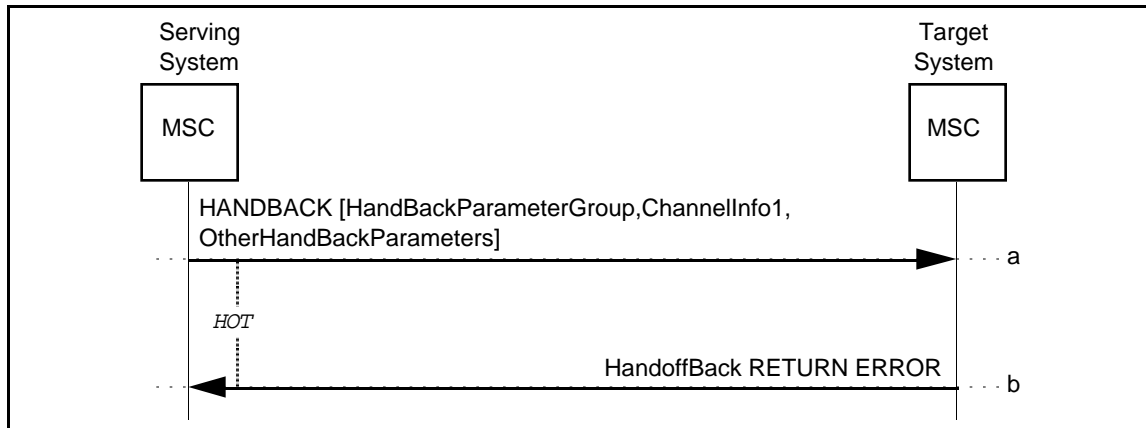 Serving
System
Target
System
MSC
MSC
HANDBACK [HandBackParameterGroup,ChannelInfo1,
OtherHandBackParameters]
a
HOT
HandoffBack RETURN ERROR
b